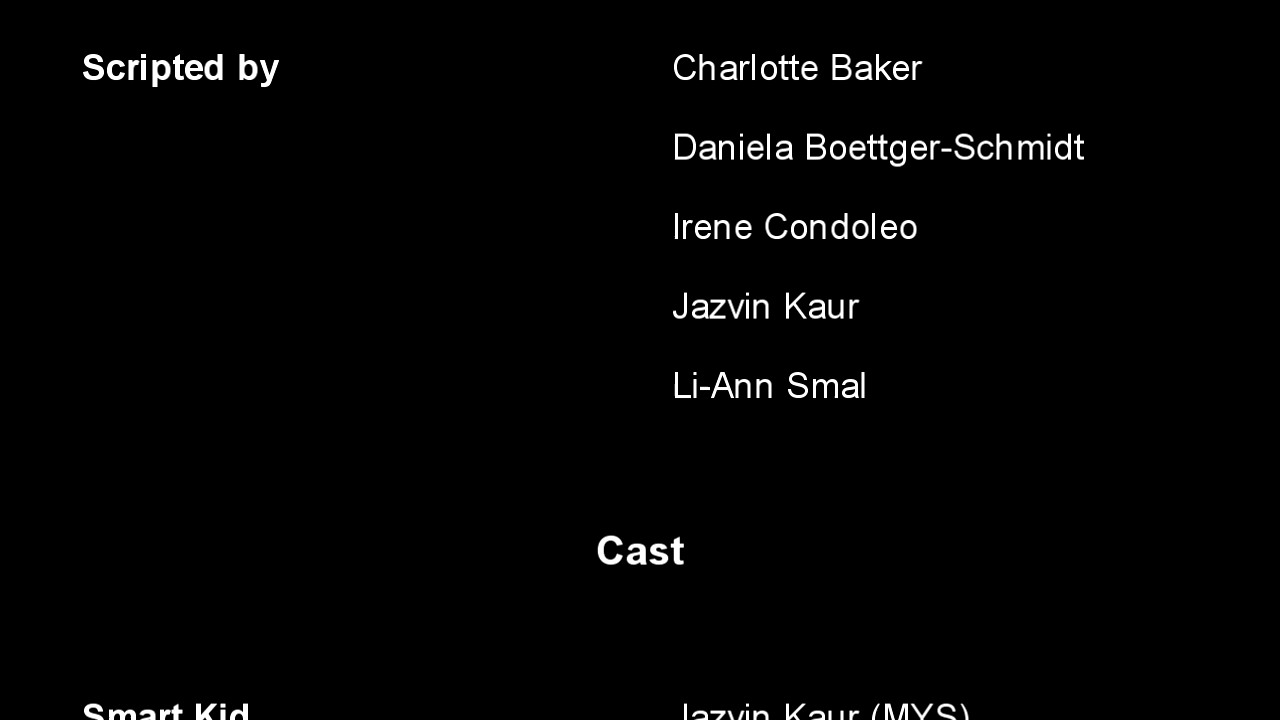 Scripted by Charlotte Baker
Daniela Boettger-Schmidt
Irene Condoleo
Jazvin Kaur
Li-Ann Smal
Cast
Smart Kid Jazvin Kaur (MYS)